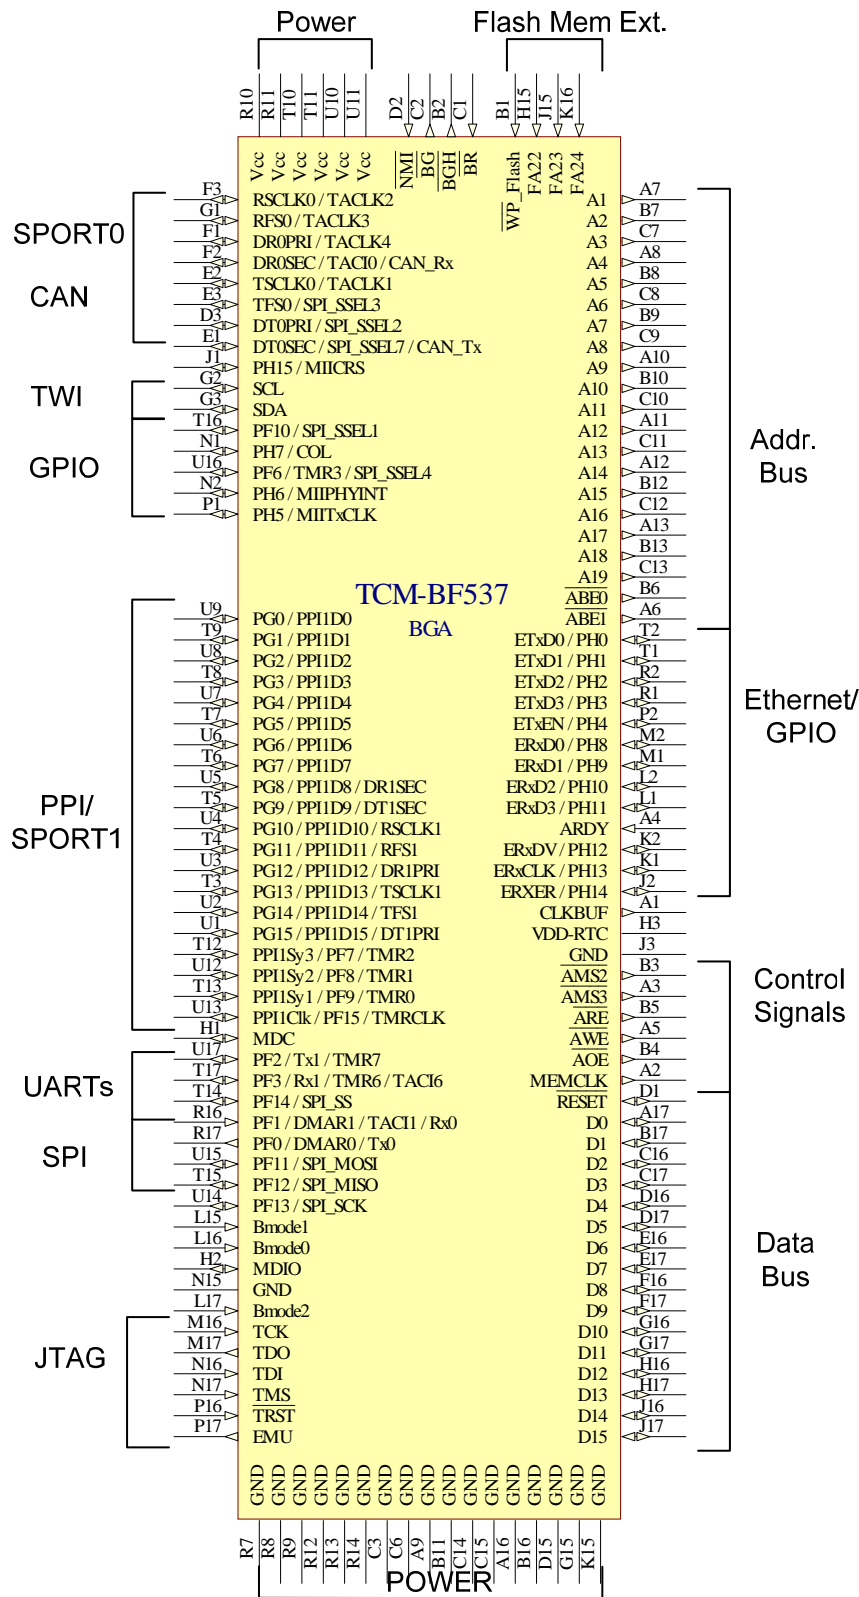 Power
Flash Mem Ext.
R10 R11 T10 T11 U10 U11 D2 C2 B2 C1 B1 H15 J15 K16
Vcc Vcc Vcc Vcc Vcc Vcc NMI BG BGH BR WP_Flash FA22 FA23 FA24
SPORT0
CAN
TWI
GPIO
PPI/
SPORT1
UARTs
SPI
JTAG
F3 RSCLK0 / TACLK2
G1 RFS0 / TACLK3
F1 DR0PRI / TACLK4
F2 DR0SEC / TACI0 / CAN_Rx
E2 TSCLK0 / TACLK1
E3 TFS0 / SPI_SSEL3
D3 DT0PRI / SPI_SSEL2
E1 DT0SEC / SPI_SSEL7 / CAN_Tx
J1 PH15 / MIICRS
G2 SCL
G3 SDA
T16 PF10 / SPI_SSEL1
N1 PH7 / COL
U16 PF6 / TMR3 / SPI_SSEL4
N2 PH6 / MIIPHYINT
P1 PH5 / MIITxCLK
TCM-BF537
BGA
U9 PG0 / PPI1D0
T9 PG1 / PPI1D1
U8 PG2 / PPI1D2
T8 PG3 / PPI1D3
U7 PG4 / PPI1D4
T7 PG5 / PPI1D5
U6 PG6 / PPI1D6
T6 PG7 / PPI1D7
U5 PG8 / PPI1D8 / DR1SEC
T5 PG9 / PPI1D9 / DT1SEC
U4 PG10 / PPI1D10 / RSCLK1
T4 PG11 / PPI1D11 / RFS1
U3 PG12 / PPI1D12 / DR1PRI
T3 PG13 / PPI1D13 / TSCLK1
U2 PG14 / PPI1D14 / TFS1
U1 PG15 / PPI1D15 / DT1PRI
T12 PPI1Sy3 / PF7 / TMR2
U12 PPI1Sy2 / PF8 / TMR1
T13 PPI1Sy1 / PF9 / TMR0
U13 PPI1Clk / PF15 / TMRCLK
H1 MDC
U17 PF2 / Tx1 / TMR7
T17 PF3 / Rx1 / TMR6 / TACI6
T14 PF14 / SPI_SS
R16 PF1 / DMAR1 / TACI1 / Rx0
R17 PF0 / DMAR0 / Tx0
U15 PF11 / SPI_MOSI
T15 PF12 / SPI_MISO
U14 PF13 / SPI_SCK
L15 Bmode1
L16 Bmode0
H2 MDIO
N15 GND
L17 Bmode2
M16 TCK
M17 TDO
N16 TDI
N17 TMS
P16 TRST
P17 EMU
A1 A7
A2 B7
A3 C7
A4 A8
A5 B8
A6 C8
A7 B9
A8 C9
A9 A10
A10 B10
A11 C10
A12 A11
A13 C11
A14 A12
A15 B12
A16 C12
A17 A13
A18 B13
A19 C13
ABE0 B6
ABE1 A6
ETxD0 / PH0 T2
ETxD1 / PH1 T1
ETxD2 / PH2 R2
ETxD3 / PH3 R1
ETxEN / PH4 P2
ERxD0 / PH8 M2
ERxD1 / PH9 M1
ERxD2 / PH10 L2
ERxD3 / PH11 L1
ARDY A4
ERxDV / PH12 K2
ERxCLK / PH13 K1
ERXER / PH14 J2
CLKBUF A1
VDD-RTC H3
GND J3
AMS2 B3
AMS3 A3
ARE B5
AWE A5
AOE B4
MEMCLK A2
RESET D1
D0 A17
D1 B17
D2 C16
D3 C17
D4 D16
D5 D17
D6 E16
D7 E17
D8 F16
D9 F17
D10 G16
D11 G17
D12 H16
D13 H17
D14 J16
D15 J17
Addr.
Bus
Ethernet/
GPIO
Control
Signals
Data
Bus
GND GND GND GND GND GND GND GND GND GND GND GND GND GND GND GND GND
R7 R8 R9 R12 R13 R14 C3 C6 A9 B11 C14 C15 A16 B16 D15 G15 K15
POWER